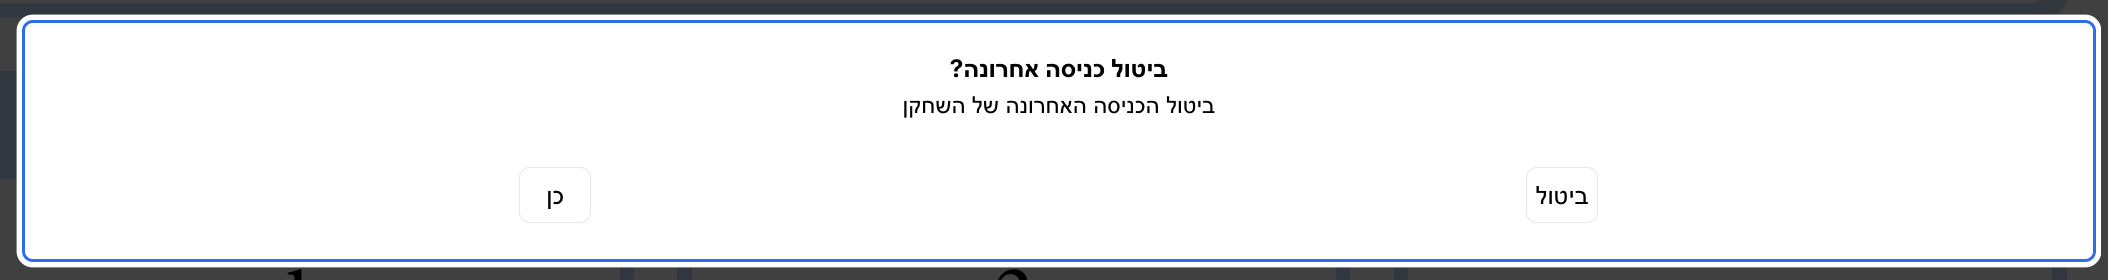 ביטול כניסה אחרונה?
ביטול הכניסה האחרונה של השחקן
ביטול
כן